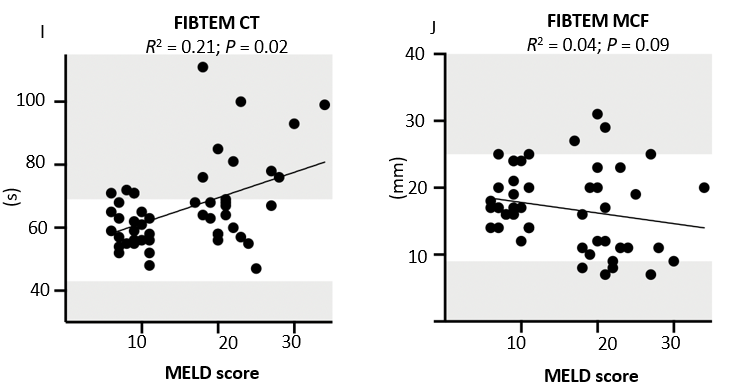 I
FIBTEM CT
R² = 0.21; P = 0.02
100
80
60
40
(s)
10
20
30
MELD score
J
FIBTEM MCF
R² = 0.04; P = 0.09
40
30
20
10
(mm)
10
20
30
MELD score